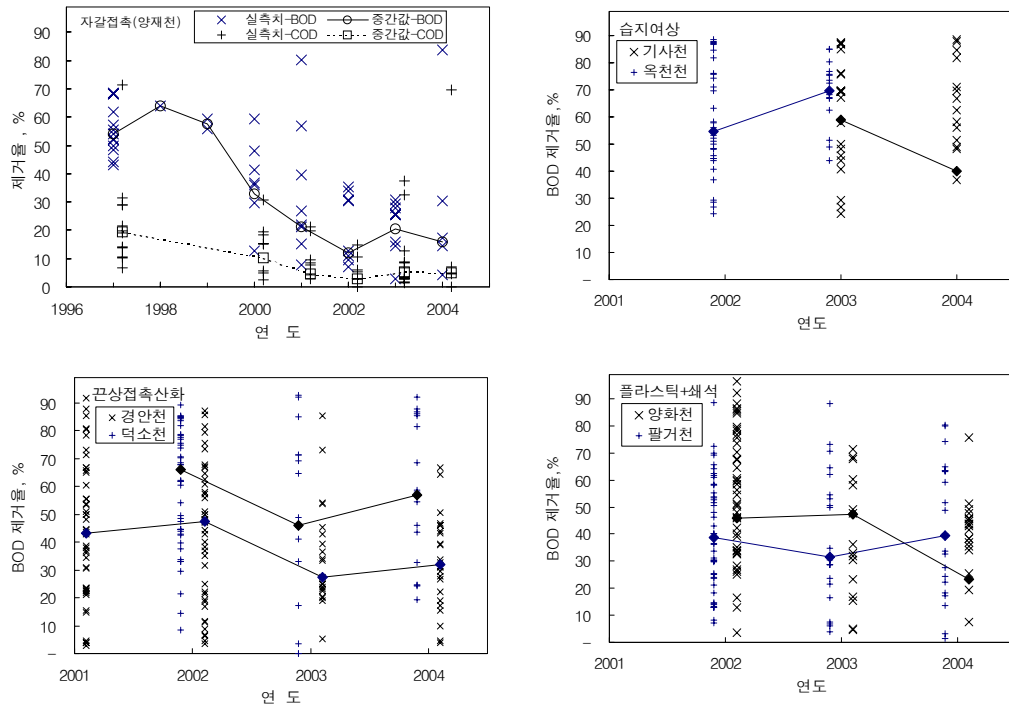 자갈접촉(양재천)
실측치-BOD 중간값-BOD
실측치-COD 중간값-COD
제거율, %
90
80
70
60
50
40
30
20
10
0
1996 1998 2000 2002 2004
연 도
습지여상
기사천
옥천천
BOD 제거율, %
90
80
70
60
50
40
30
20
10
–
2001 2002 2003 2004
연도
끈상접촉산화
경안천
덕소천
BOD 제거율, %
90
80
70
60
50
40
30
20
10
–
2001 2002 2003 2004
연 도
플라스틱+쇄석
양화천
팔거천
BOD 제거율, %
90
80
70
60
50
40
30
20
10
–
2001 2002 2003 2004
연도